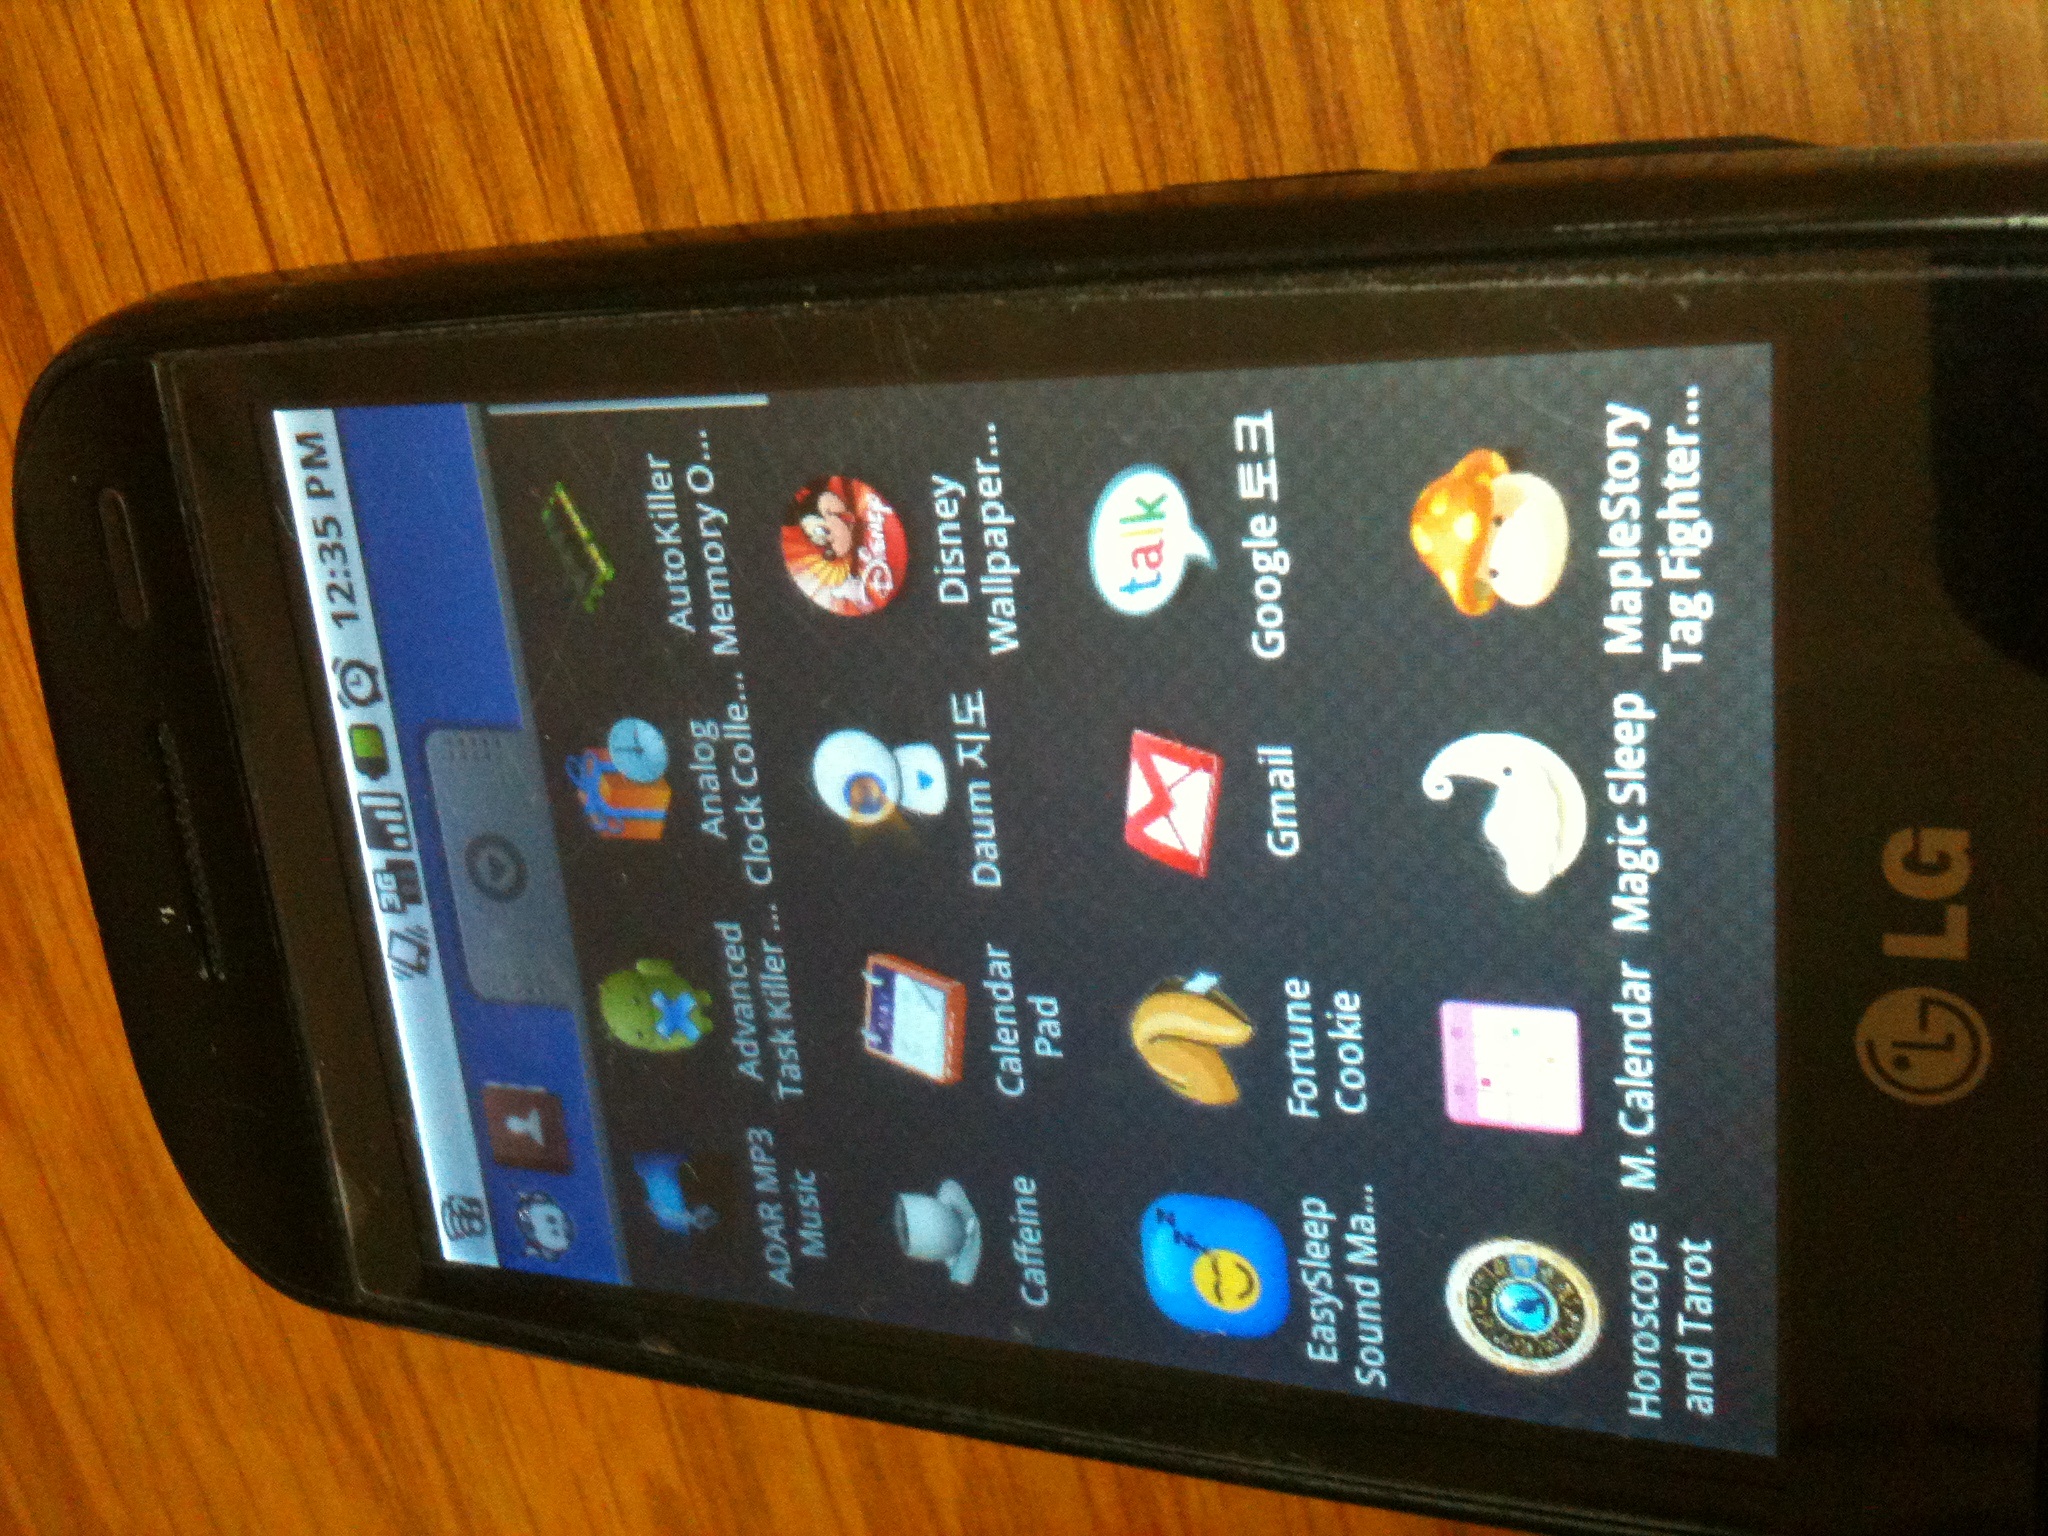 12:35 PM
3G
ADAR MP3
Music
Advanced
Task Killer ...
Analog
Clock Colle...
AutoKiller
Memory O...
Caffeine
Calendar
Pad
Daum 지도
Disney
Disney
Wallpaper...
EasySleep
Sound Ma...
Fortune
Cookie
Gmail
talk
Google 토크
Horoscope
and Tarot
M. Calendar
Magic Sleep
MapleStory
Tag Fighter...
LG